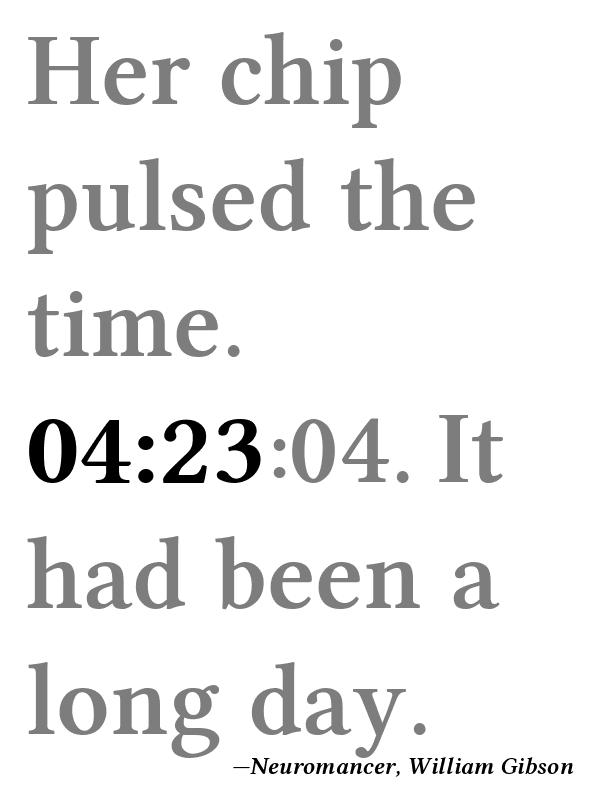 Her chip
pulsed the
time.
04:23:04. It
had been a
long day.
—Neuromancer, William Gibson